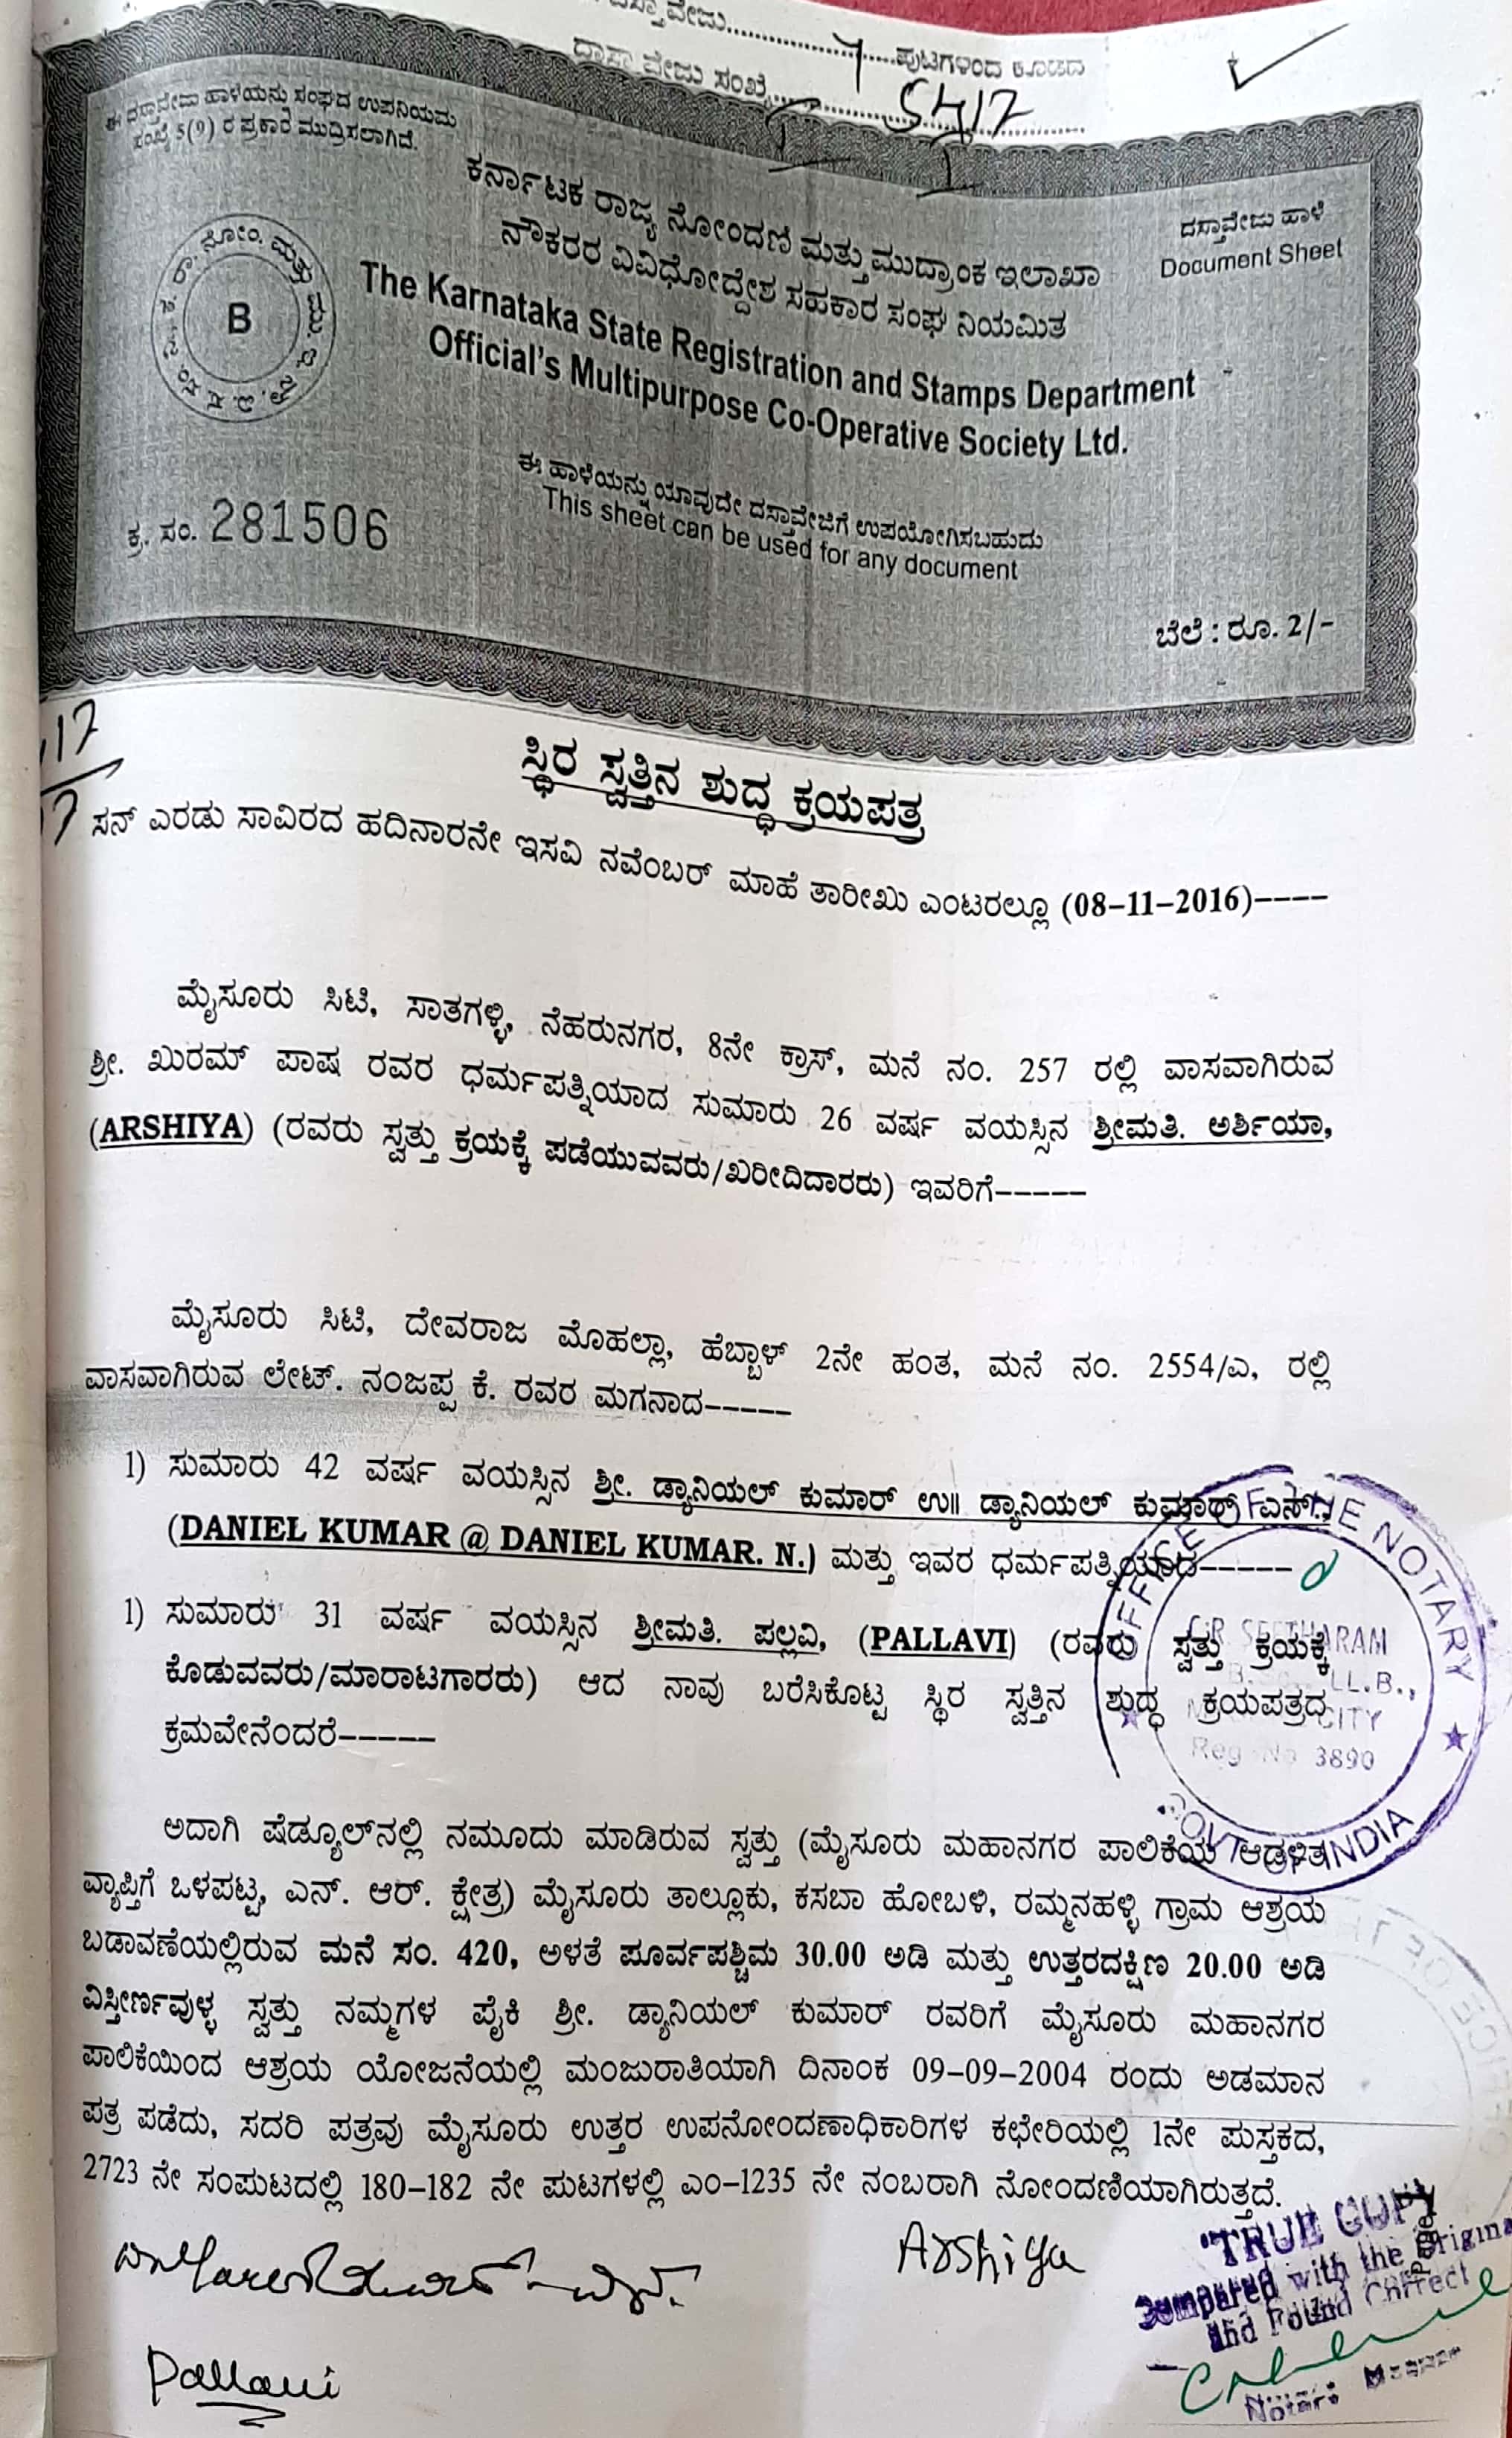 ದಸ್ತಾವೇಜು........................ಪುಟಗಳಿಂದ ಕೂಡಿದ
ದಾಸ್ತಾವೇಜು ಸಂಖ್ಯೆ........................
5417
ಈ ದಸ್ತಾವೇಜು ಹಾಳೆಯನ್ನು ಸಂಘದ ಉಪನಿಯಮ
ಸಂಖ್ಯೆ 5(9) ರ ಪ್ರಕಾರ ಮುದ್ರಿಸಲಾಗಿದೆ.
ಕರ್ನಾಟಕ ರಾಜ್ಯ ನೋಂದಣಿ ಮತ್ತು ಮುದ್ರಾಂಕ ಇಲಾಖಾ
ನೌಕರರ ವಿವಿಧೋದ್ದೇಶ ಸಹಕಾರ ಸಂಘ ನಿಯಮಿತ
ದಸ್ತಾವೇಜು ಹಾಳೆ
Document Sheet
B
The Karnataka State Registration and Stamps Department
Official's Multipurpose Co-Operative Society Ltd.
ಈ ಹಾಳೆಯನ್ನು ಯಾವುದೇ ದಸ್ತಾವೇಜಿಗೆ ಉಪಯೋಗಿಸಬಹುದು
This sheet can be used for any document
ಕ್ರ. ಸಂ. 281506
ಬೆಲೆ : ರೂ. 2/-
ಸ್ಥಿರ ಸ್ವತ್ತಿನ ಶುದ್ಧ ಕ್ರಯಪತ್ರ
ಸನ್ ಎರಡು ಸಾವಿರದ ಹದಿನಾರನೇ ಇಸವಿ ನವೆಂಬರ್ ಮಾಹೆ ತಾರೀಖು ಎಂಟರಲ್ಲೂ (08-11-2016)----
ಮೈಸೂರು ಸಿಟಿ, ಸಾತಗಳ್ಳಿ, ನೆಹರುನಗರ, 8ನೇ ಕ್ರಾಸ್, ಮನೆ ನಂ. 257 ರಲ್ಲಿ ವಾಸವಾಗಿರುವ
ಶ್ರೀ. ಖುರಮ್ ಪಾಷ ರವರ ಧರ್ಮಪತ್ನಿಯಾದ ಸುಮಾರು 26 ವರ್ಷ ವಯಸ್ಸಿನ ಶ್ರೀಮತಿ. ಅರ್ಶಿಯಾ,
(ARSHIYA) (ರವರು ಸ್ವತ್ತು ಕ್ರಯಕ್ಕೆ ಪಡೆಯುವವರು/ಖರೀದಿದಾರರು) ಇವರಿಗೆ-----
ಮೈಸೂರು ಸಿಟಿ, ದೇವರಾಜ ಮೊಹಲ್ಲಾ, ಹೆಬ್ಬಾಳ್ 2ನೇ ಹಂತ, ಮನೆ ನಂ. 2554/ಎ, ರಲ್ಲಿ
ವಾಸವಾಗಿರುವ ಲೇಟ್. ನಂಜಪ್ಪ ಕೆ. ರವರ ಮಗನಾದ-----
1) ಸುಮಾರು 42 ವರ್ಷ ವಯಸ್ಸಿನ ಶ್ರೀ. ಡ್ಯಾನಿಯಲ್ ಕುಮಾರ್ ಉ|| ಡ್ಯಾನಿಯಲ್ ಕುಮಾರ್ ಎನ್.,
(DANIEL KUMAR @ DANIEL KUMAR. N.) ಮತ್ತು ಇವರ ಧರ್ಮಪತ್ನಿಯಾದ-----
1) ಸುಮಾರು 31 ವರ್ಷ ವಯಸ್ಸಿನ ಶ್ರೀಮತಿ. ಪಲ್ಲವಿ, (PALLAVI) (ರವರು ಸ್ವತ್ತು ಕ್ರಯಕ್ಕೆ
ಕೊಡುವವರು/ಮಾರಾಟಗಾರರು) ಆದ ನಾವು ಬರೆಸಿಕೊಟ್ಟ ಸ್ಥಿರ ಸ್ವತ್ತಿನ ಶುದ್ಧ ಕ್ರಯಪತ್ರದ
ಕ್ರಮವೇನೆಂದರೆ-----
OFFICE OF THE NOTARY
SEETHARAM
LL.B.,
CITY
Reg No 3890
GOVT OF INDIA
ಅದಾಗಿ ಷೆಡ್ಯೂಲ್‌ನಲ್ಲಿ ನಮೂದು ಮಾಡಿರುವ ಸ್ವತ್ತು (ಮೈಸೂರು ಮಹಾನಗರ ಪಾಲಿಕೆಯ ಆಡಳಿತ
ವ್ಯಾಪ್ತಿಗೆ ಒಳಪಟ್ಟ, ಎನ್. ಆರ್. ಕ್ಷೇತ್ರ) ಮೈಸೂರು ತಾಲ್ಲೂಕು, ಕಸಬಾ ಹೋಬಳಿ, ರಮ್ಮನಹಳ್ಳಿ ಗ್ರಾಮ ಆಶ್ರಯ
ಬಡಾವಣೆಯಲ್ಲಿರುವ ಮನೆ ಸಂ. 420, ಅಳತೆ ಪೂರ್ವಪಶ್ಚಿಮ 30.00 ಅಡಿ ಮತ್ತು ಉತ್ತರದಕ್ಷಿಣ 20.00 ಅಡಿ
ವಿಸ್ತೀರ್ಣವುಳ್ಳ ಸ್ವತ್ತು ನಮ್ಮಗಳ ಪೈಕಿ ಶ್ರೀ. ಡ್ಯಾನಿಯಲ್ ಕುಮಾರ್ ರವರಿಗೆ ಮೈಸೂರು ಮಹಾನಗರ
ಪಾಲಿಕೆಯಿಂದ ಆಶ್ರಯ ಯೋಜನೆಯಲ್ಲಿ ಮಂಜುರಾತಿಯಾಗಿ ದಿನಾಂಕ 09-09-2004 ರಂದು ಅಡಮಾನ
ಪತ್ರ ಪಡೆದು, ಸದರಿ ಪತ್ರವು ಮೈಸೂರು ಉತ್ತರ ಉಪನೋಂದಣಾಧಿಕಾರಿಗಳ ಕಛೇರಿಯಲ್ಲಿ 1ನೇ ಪುಸ್ತಕದ,
2723 ನೇ ಸಂಪುಟದಲ್ಲಿ 180-182 ನೇ ಪುಟಗಳಲ್ಲಿ ಎಂ-1235 ನೇ ನಂಬರಾಗಿ ನೋಂದಣಿಯಾಗಿರುತ್ತದೆ.
Arshiya
Pallavi
TRUE COPY
Compared with the Original
and Found Correct